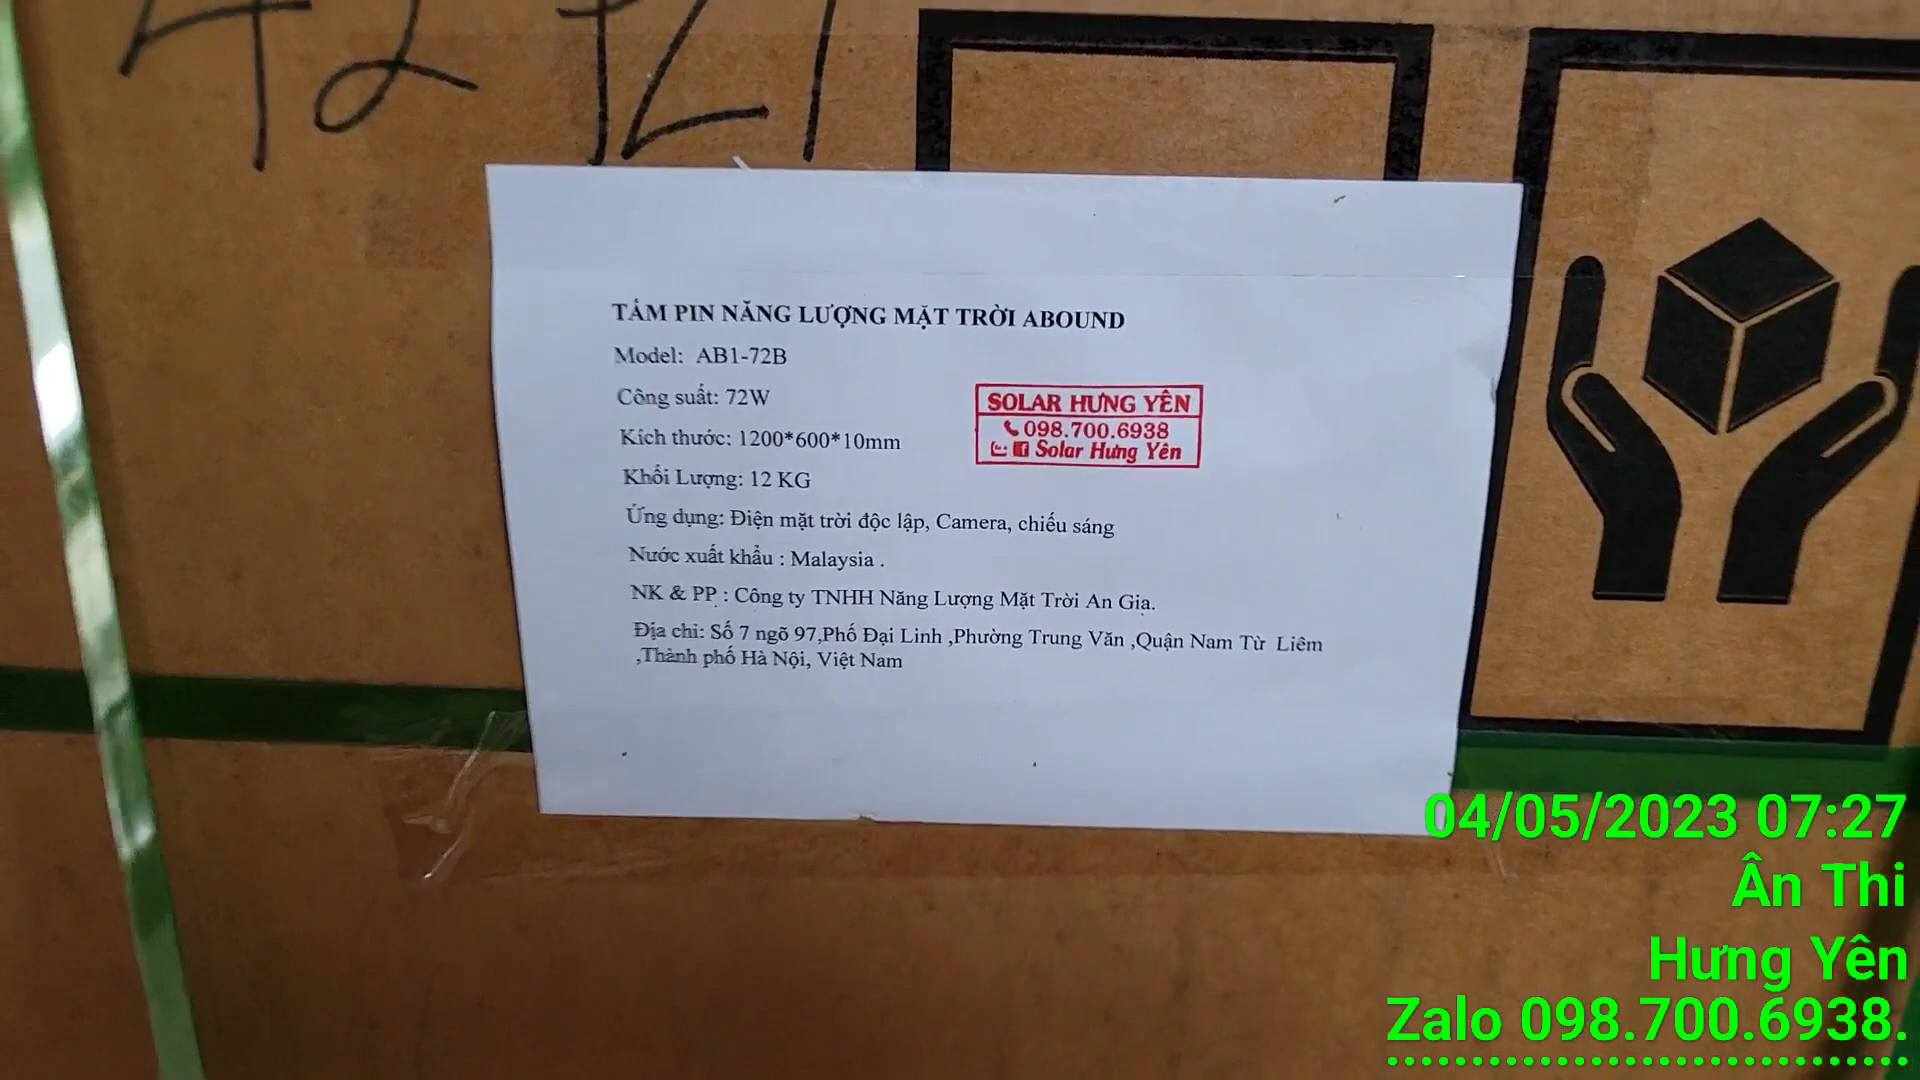 TẤM PIN NĂNG LƯỢNG MẶT TRỜI ABOUND
Model: AB1-72B
Công suất: 72W
Kích thước: 1200*600*10mm
Khối Lượng: 12 KG
Ứng dụng: Điện mặt trời độc lập, Camera, chiếu sáng
Nước xuất khẩu : Malaysia .
NK & PP : Công ty TNHH Năng Lượng Mặt Trời An Gia.
Địa chỉ: Số 7 ngõ 97,Phố Đại Linh ,Phường Trung Văn ,Quận Nam Từ Liêm
,Thành phố Hà Nội, Việt Nam
SOLAR HƯNG YÊN
098.700.6938
Solar Hưng Yên
04/05/2023 07:27
Ân Thi
Hưng Yên
Zalo 098.700.6938.